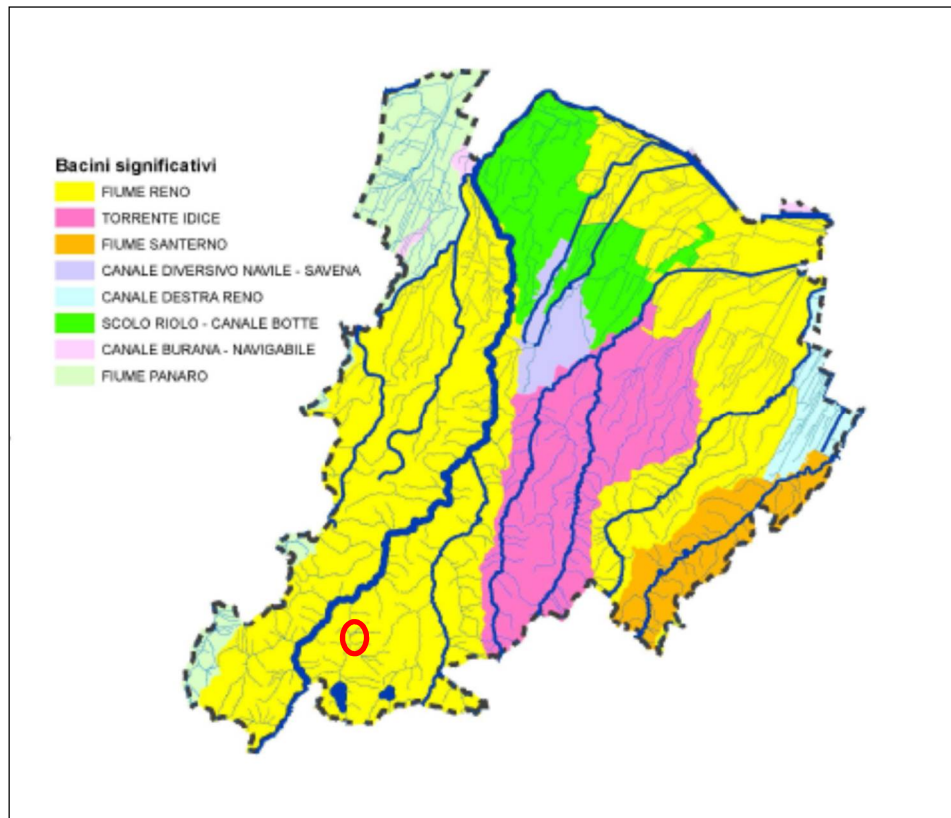 Bacini significativi
FIUME RENO
TORRENTE IDICE
FIUME SANTERNO
CANALE DIVERSIVO NAVILE - SAVENA
CANALE DESTRA RENO
SCOLO RIOLO - CANALE BOTTE
CANALE BURANA - NAVIGABILE
FIUME PANARO